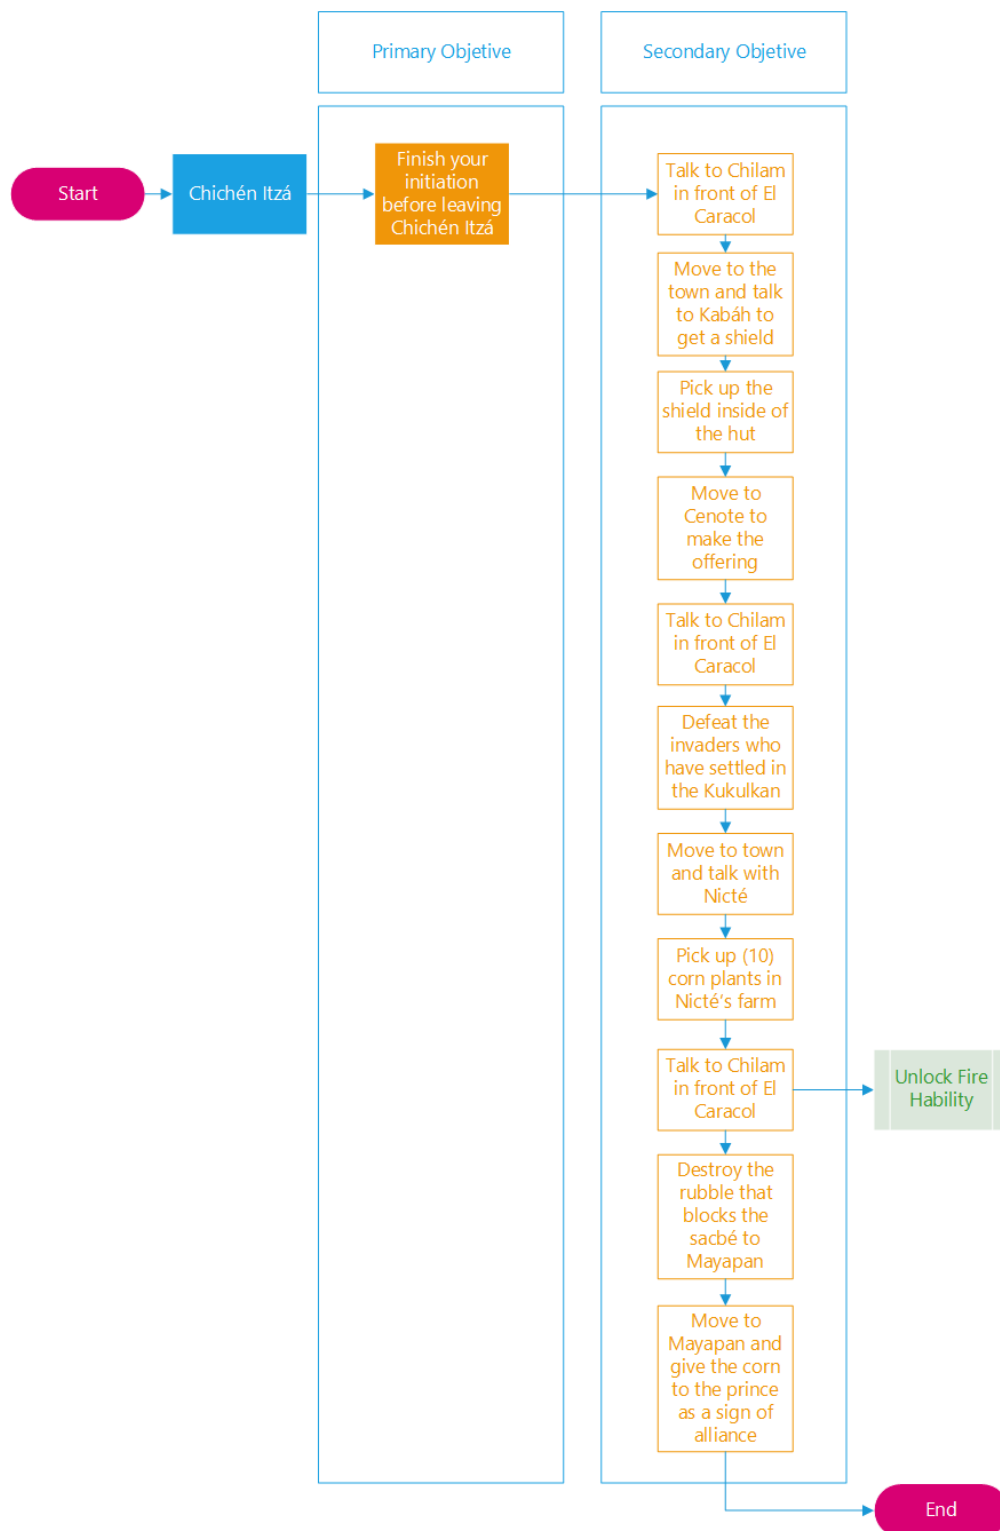 Primary Objetive
Secondary Objetive
Start
Chichén Itzá
Finish your
initiation
before leaving
Chichén Itzá
Talk to Chilam
in front of El
Caracol
Move to the
town and talk
to Kabáh to
get a shield
Pick up the
shield inside of
the hut
Move to
Cenote to
make the
offering
Talk to Chilam
in front of El
Caracol
Defeat the
invaders who
have settled in
the Kukulkan
Move to town
and talk with
Nicté
Pick up (10)
corn plants in
Nicté's farm
Talk to Chilam
in front of El
Caracol
Unlock Fire
Hability
Destroy the
rubble that
blocks the
sacbé to
Mayapan
Move to
Mayapan and
give the corn
to the prince
as a sign of
alliance
End